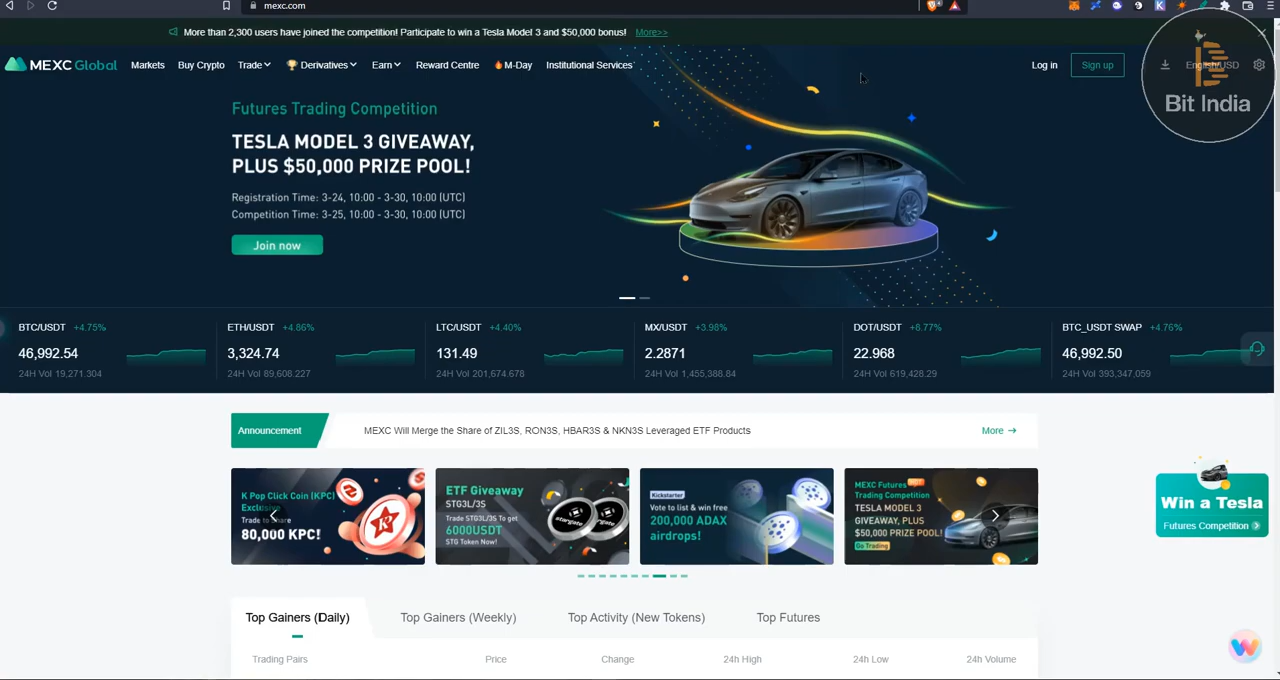 mexc.com
More than 2,300 users have joined the competition! Participate to win a Tesla Model 3 and $50,000 bonus! More>>
MEXC Global Markets Buy Crypto Trade Derivatives Earn Reward Centre M-Day Institutional Services Log in Sign up English/USD
Bit India
Futures Trading Competition
TESLA MODEL 3 GIVEAWAY,
PLUS $50,000 PRIZE POOL!
Registration Time: 3-24, 10:00 - 3-30, 10:00 (UTC)
Competition Time: 3-25, 10:00 - 3-30, 10:00 (UTC)
Join now
BTC/USDT +4.75% ETH/USDT +4.86% LTC/USDT +4.40% MX/USDT +3.98% DOT/USDT +6.77% BTC_USDT SWAP +4.76%
46,992.54 3,324.74 131.49 2.2871 22.968 46,992.50
24H Vol 19,271.304 24H Vol 89,608.227 24H Vol 201,674.678 24H Vol 1,455,388.84 24H Vol 619,428.29 24H Vol 393,347,059
Announcement MEXC Will Merge the Share of ZIL3S, RON3S, HBAR3S & NKN3S Leveraged ETF Products More →
K Pop Click Coin (KPC)
Exclusive
Trade to Share
80,000 KPC!
ETF Giveaway
STG3L/3S
Trade STG3L/3S To get
6000USDT
STG Token Now!
Kickstarter
Vote to list & win free
200,000 ADAX
airdrops!
MEXC Futures
Trading Competition
TESLA MODEL 3
GIVEAWAY, PLUS
$50,000 PRIZE POOL!
Go Trading
Win a Tesla
Futures Competition
Top Gainers (Daily) Top Gainers (Weekly) Top Activity (New Tokens) Top Futures
Trading Pairs Price Change 24h High 24h Low 24h Volume